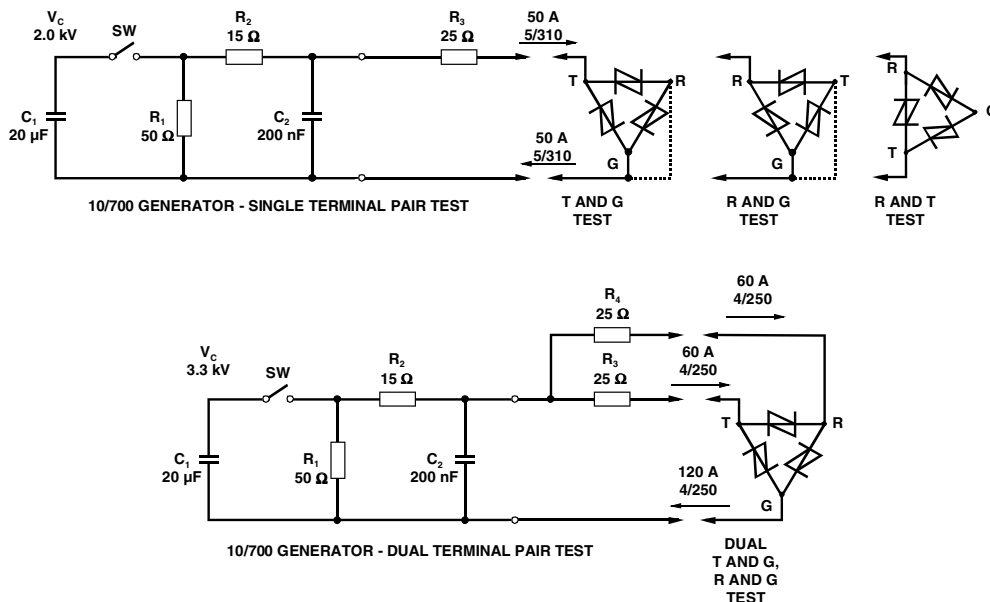 V_C
2.0 kV
SW
R₂
15 Ω
R₃
25 Ω
50 A
5/310
C₁
20 µF
R₁
50 Ω
C₂
200 nF
50 A
5/310
T
R
G
R
T
G
R
T
G
10/700 GENERATOR - SINGLE TERMINAL PAIR TEST
T AND G
TEST
R AND G
TEST
R AND T
TEST
R₄
25 Ω
60 A
4/250
V_C
3.3 kV
SW
R₂
15 Ω
R₃
25 Ω
60 A
4/250
C₁
20 µF
R₁
50 Ω
C₂
200 nF
120 A
4/250
T
R
G
10/700 GENERATOR - DUAL TERMINAL PAIR TEST
DUAL
T AND G,
R AND G
TEST